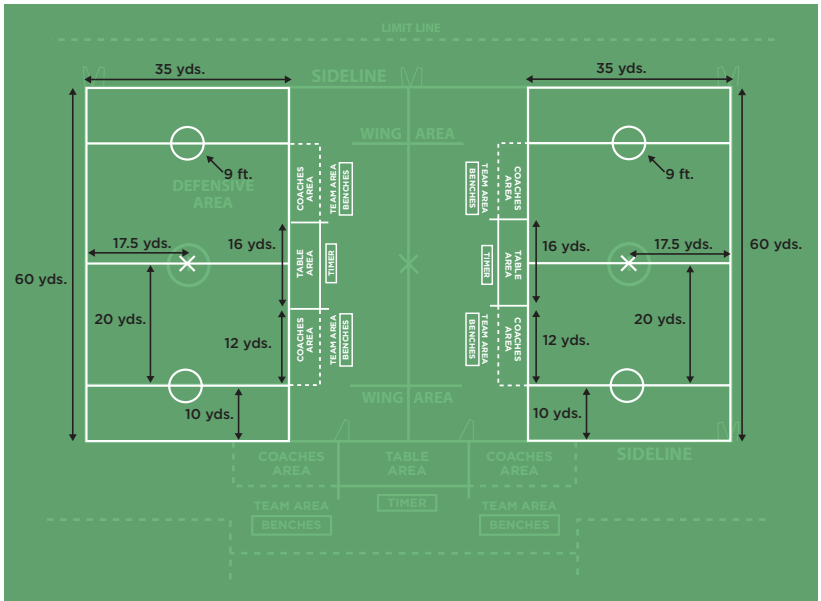 LIMIT LINE
35 yds.
35 yds.
SIDELINE
WING AREA
9 ft.
9 ft.
DEFENSIVE
AREA
COACHES
AREA
TEAM AREA
BENCHES
BENCHES
TEAM AREA
COACHES
AREA
17.5 yds.
16 yds.
TABLE
AREA
TIMER
TIMER
TABLE
AREA
16 yds.
17.5 yds.
60 yds.
60 yds.
20 yds.
12 yds.
COACHES
AREA
TEAM AREA
BENCHES
BENCHES
TEAM AREA
COACHES
AREA
12 yds.
20 yds.
WING AREA
10 yds.
10 yds.
COACHES
AREA
TABLE
AREA
COACHES
AREA
SIDELINE
TEAM AREA
BENCHES
TIMER
TEAM AREA
BENCHES